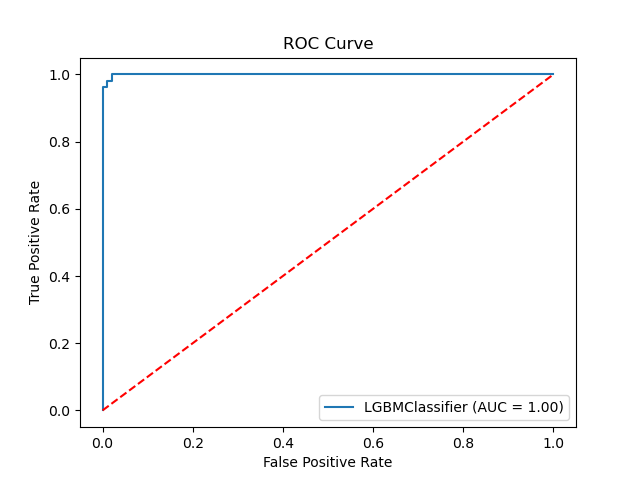 ROC Curve
True Positive Rate
1.0
0.8
0.6
0.4
0.2
0.0
0.0 0.2 0.4 0.6 0.8 1.0
False Positive Rate
LGBMClassifier (AUC = 1.00)